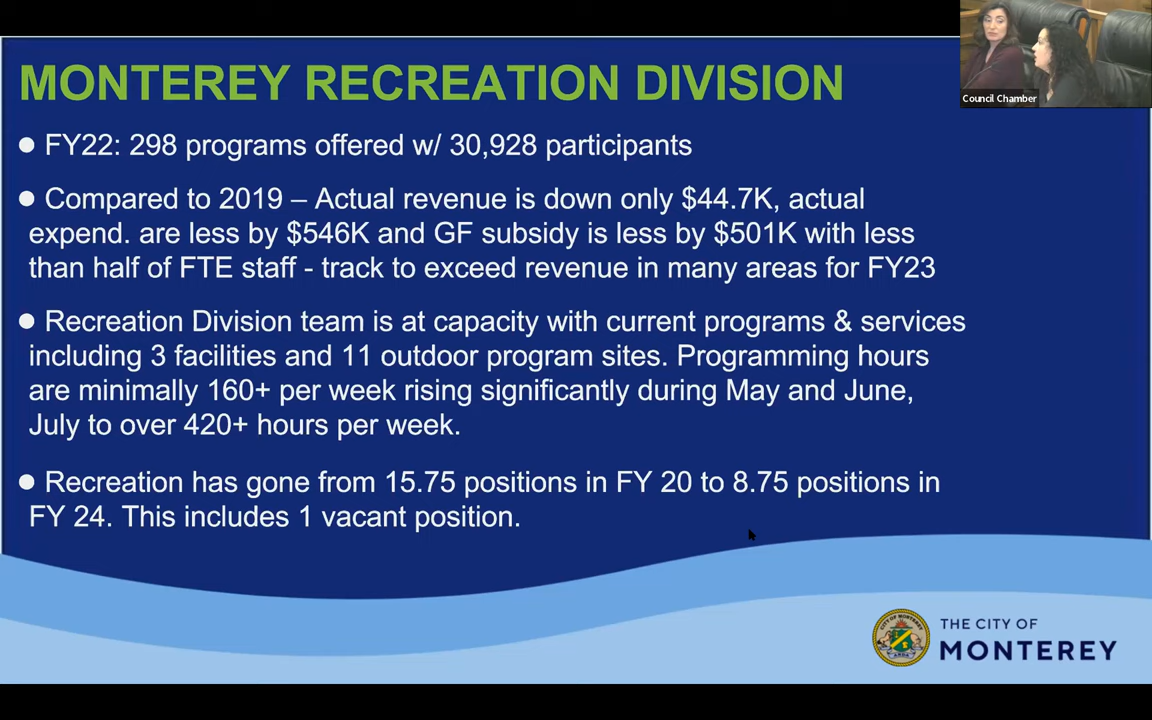 MONTEREY RECREATION DIVISION
Council Chamber
● FY22: 298 programs offered w/ 30,928 participants
● Compared to 2019 – Actual revenue is down only $44.7K, actual
expend. are less by $546K and GF subsidy is less by $501K with less
than half of FTE staff - track to exceed revenue in many areas for FY23
● Recreation Division team is at capacity with current programs & services
including 3 facilities and 11 outdoor program sites. Programming hours
are minimally 160+ per week rising significantly during May and June,
July to over 420+ hours per week.
● Recreation has gone from 15.75 positions in FY 20 to 8.75 positions in
FY 24. This includes 1 vacant position.
CITY OF MONTEREY
THE CITY OF
MONTEREY